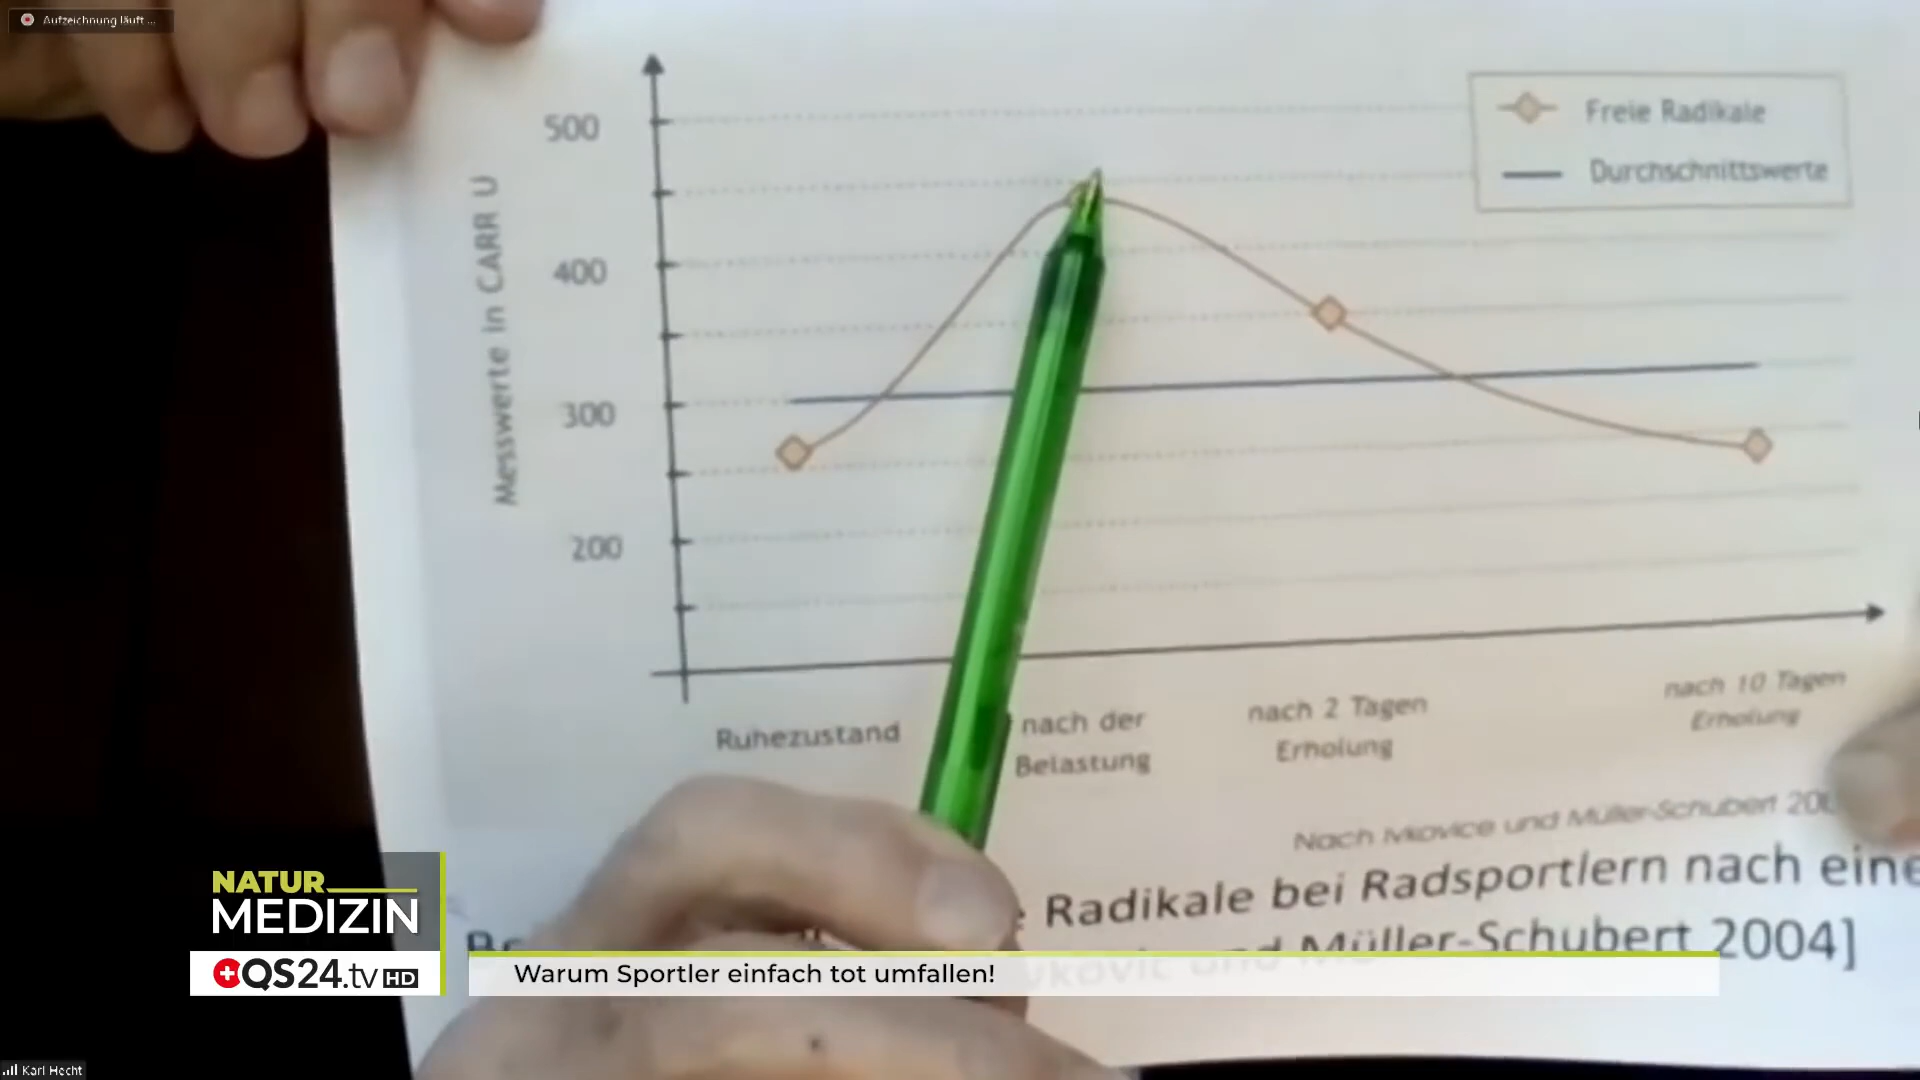 Aufzeichnung läuft ...
Freie Radikale
Durchschnittswerte
Messwerte in CARR U
500
400
300
200
Ruhezustand
nach der
Belastung
nach 2 Tagen
Erholung
nach 10 Tagen
Erholung
Nach Ivkovice und Müller-Schubert
Radikale bei Radsportlern nach eine
und Müller-Schubert 2004]
NATUR
MEDIZIN
QS24.tv HD
Warum Sportler einfach tot umfallen!
Karl Hecht